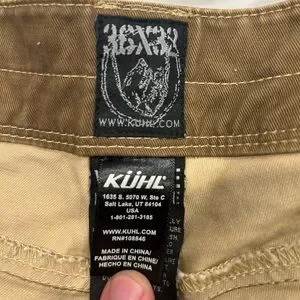 36X32
WWW.KUHL.COM
KÜHL
1635 S. 5070 W, Ste C
Salt Lake, UT 84104
USA
1-801-281-3185
WWW.KUHL.COM
RN#108846
MADE IN CHINA/
FABRIQUE EN CHINE/
HECHO EN CHINA